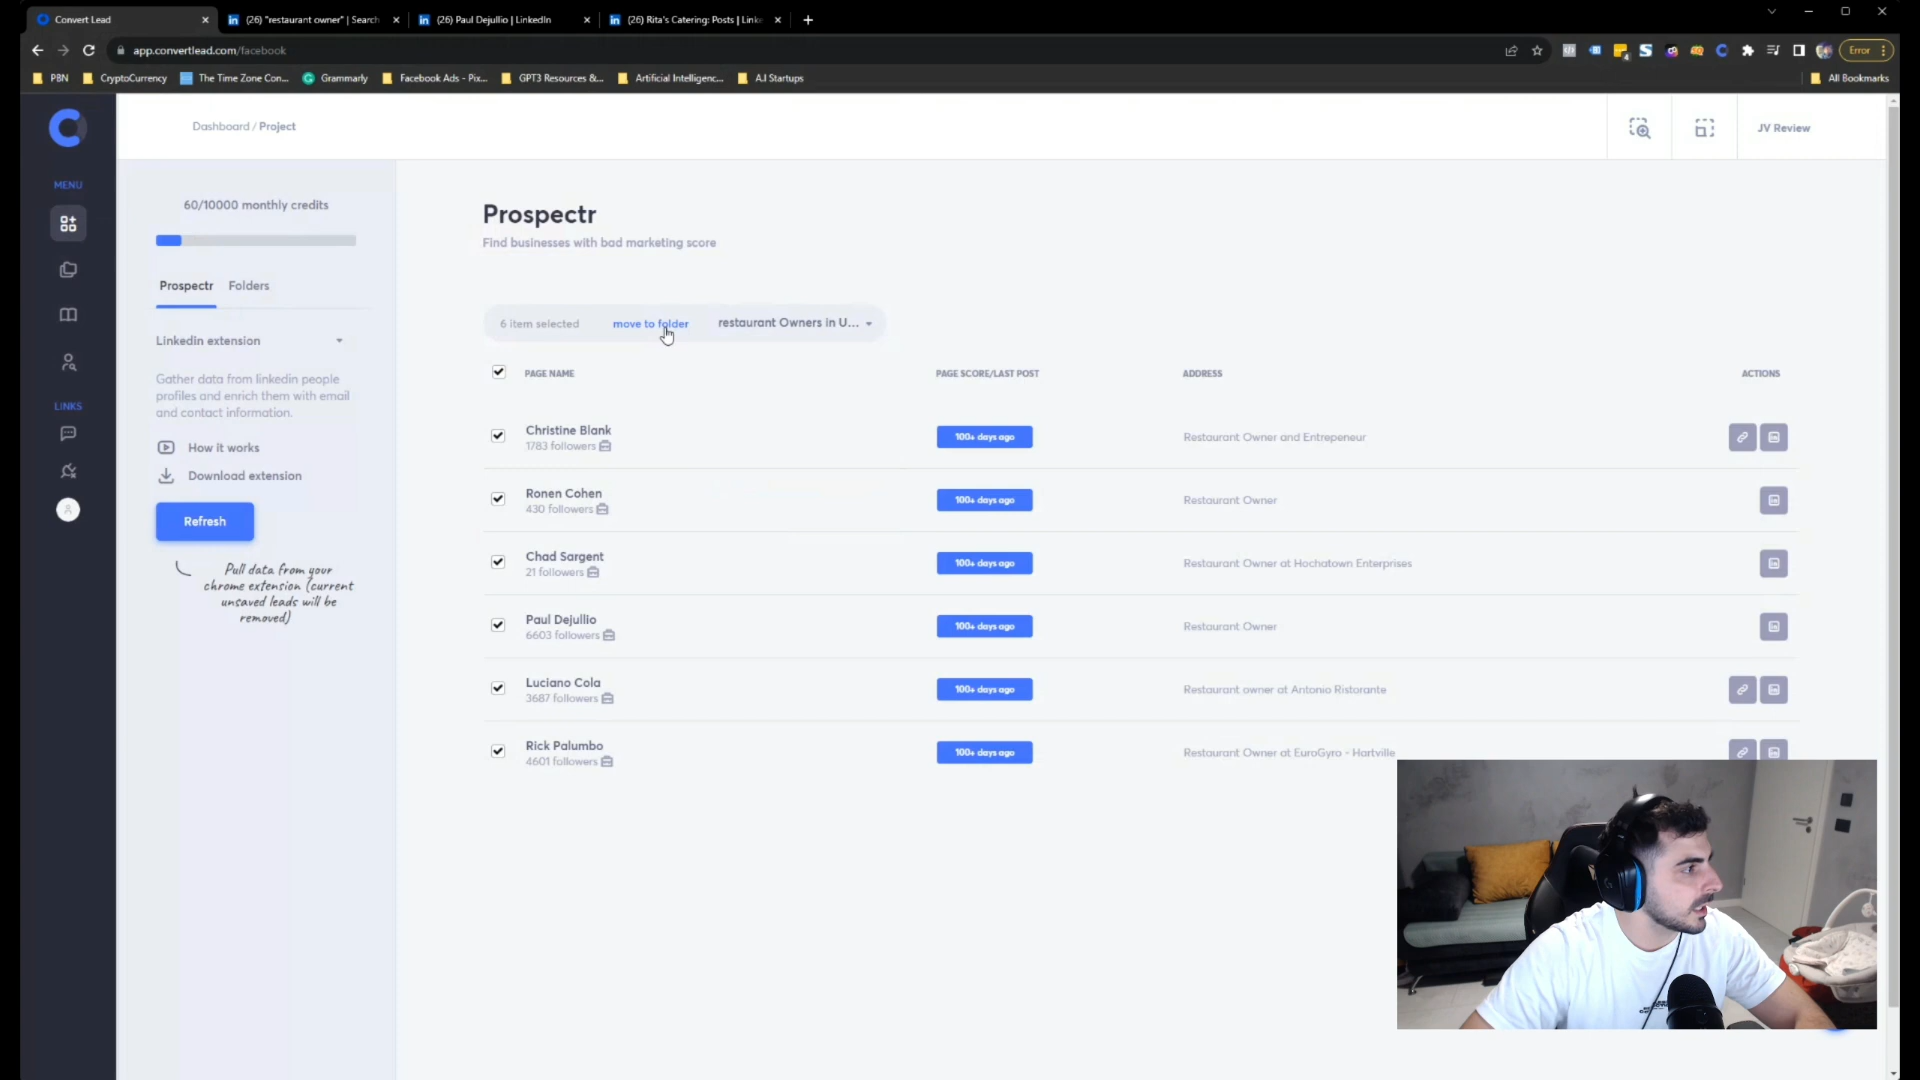 Convert Lead
(26) "restaurant owner" | Search
(26) Paul Dejullio | LinkedIn
(26) Rita's Catering: Posts | Linke
app.convertlead.com/facebook
Error
PBN
CryptoCurrency
The Time Zone Con...
Grammarly
Facebook Ads - Pix...
GPT3 Resources &...
Artificial Intelligenc...
A.I Startups
All Bookmarks
Dashboard / Project
JV Review
MENU
LINKS
60/10000 monthly credits
Prospectr
Folders
Linkedin extension
Gather data from linkedin people
profiles and enrich them with email
and contact information.
How it works
Download extension
Refresh
Pull data from your
chrome extension (current
unsaved leads will be
removed)
Prospectr
Find businesses with bad marketing score
6 item selected
move to folder
restaurant Owners in U...
PAGE NAME
PAGE SCORE/LAST POST
ADDRESS
ACTIONS
Christine Blank
1783 followers
100+ days ago
Restaurant Owner and Entrepeneur
Ronen Cohen
430 followers
100+ days ago
Restaurant Owner
Chad Sargent
21 followers
100+ days ago
Restaurant Owner at Hochatown Enterprises
Paul Dejullio
6603 followers
100+ days ago
Restaurant Owner
Luciano Cola
3687 followers
100+ days ago
Restaurant owner at Antonio Ristorante
Rick Palumbo
4601 followers
100+ days ago
Restaurant Owner at EuroGyro - Hartville